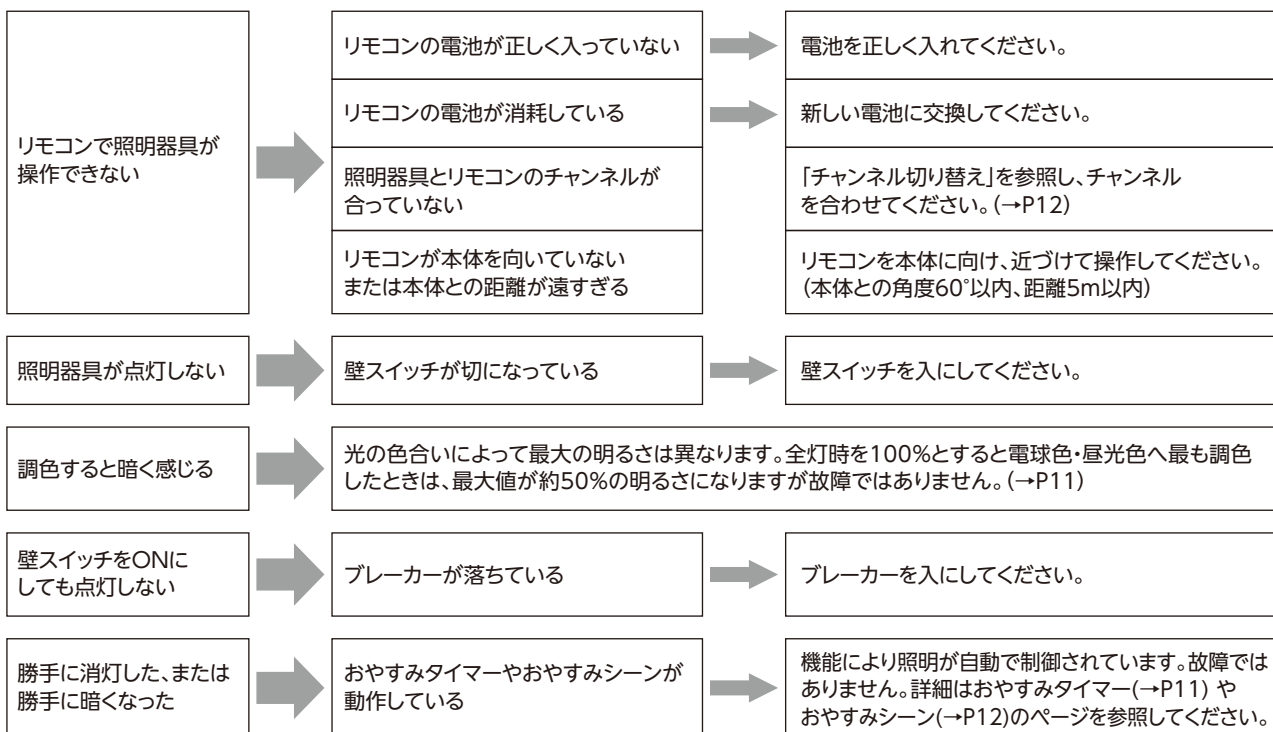 リモコンで照明器具が
操作できない
リモコンの電池が正しく入っていない
電池を正しく入れてください。
リモコンの電池が消耗している
新しい電池に交換してください。
照明器具とリモコンのチャンネルが
合っていない
「チャンネル切り替え」を参照し、チャンネル
を合わせてください。(→P12)
リモコンが本体を向いていない
または本体との距離が遠すぎる
リモコンを本体に向け、近づけて操作してください。
(本体との角度60°以内、距離5m以内)
照明器具が点灯しない
壁スイッチが切になっている
壁スイッチを入にしてください。
調色すると暗く感じる
光の色合いによって最大の明るさは異なります。全灯時を100%とすると電球色・昼光色へ最も調色
したときは、最大値が約50%の明るさになりますが故障ではありません。(→P11)
壁スイッチをONに
しても点灯しない
ブレーカーが落ちている
ブレーカーを入にしてください。
勝手に消灯した、または
勝手に暗くなった
おやすみタイマーやおやすみシーンが
動作している
機能により照明が自動で制御されています。故障では
ありません。詳細はおやすみタイマー(→P11) や
おやすみシーン(→P12)のページを参照してください。